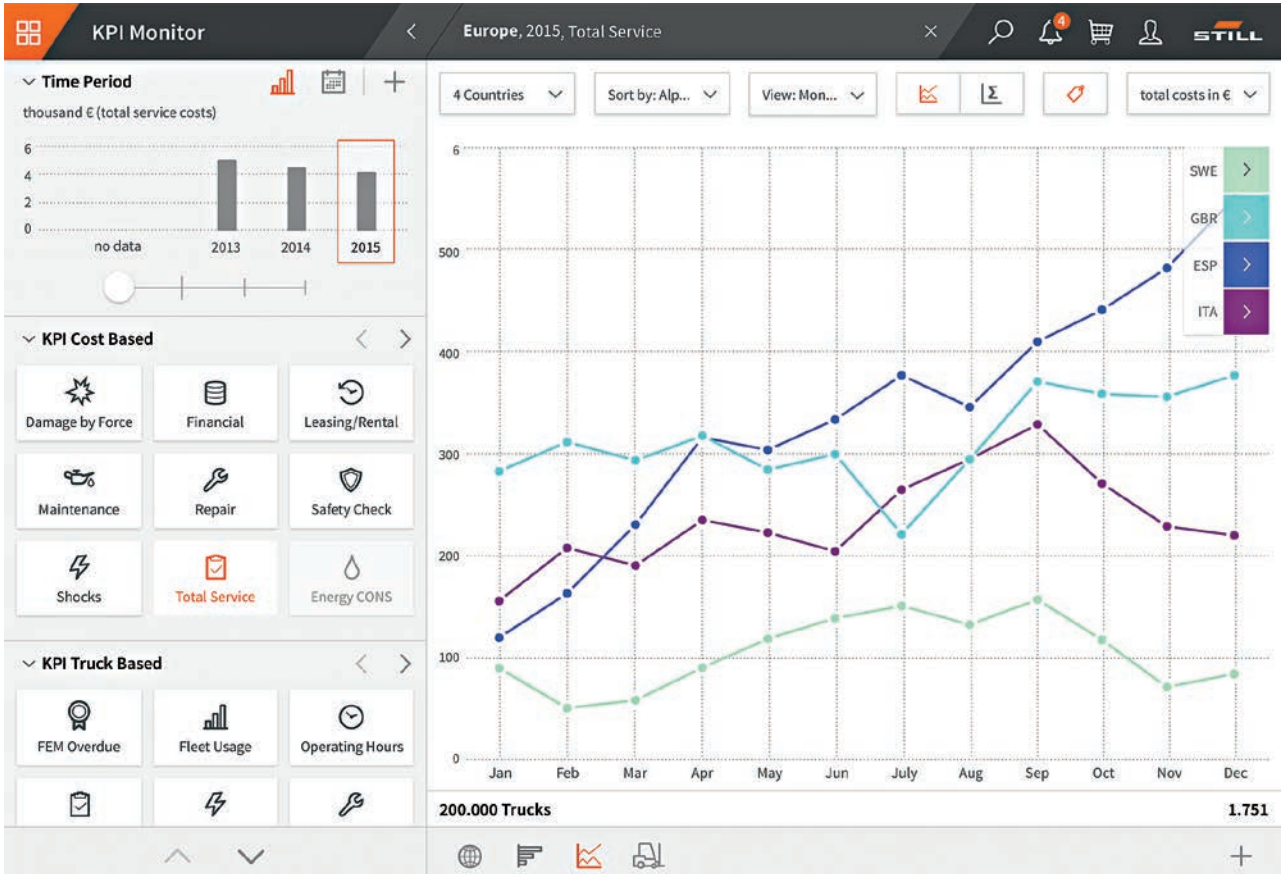 KPI Monitor
Europe, 2015, Total Service
4
STILL
Time Period
thousand € (total service costs)
6
4
2
0
no data
2013
2014
2015
KPI Cost Based
Damage by Force
Financial
Leasing/Rental
Maintenance
Repair
Safety Check
Shocks
Total Service
Energy CONS
KPI Truck Based
FEM Overdue
Fleet Usage
Operating Hours
4 Countries
Sort by: Alp...
View: Mon...
Σ
total costs in €
6
500
400
300
200
100
0
SWE
GBR
ESP
ITA
Jan Feb Mar Apr May Jun July Aug Sep Oct Nov Dec
200.000 Trucks
1.751